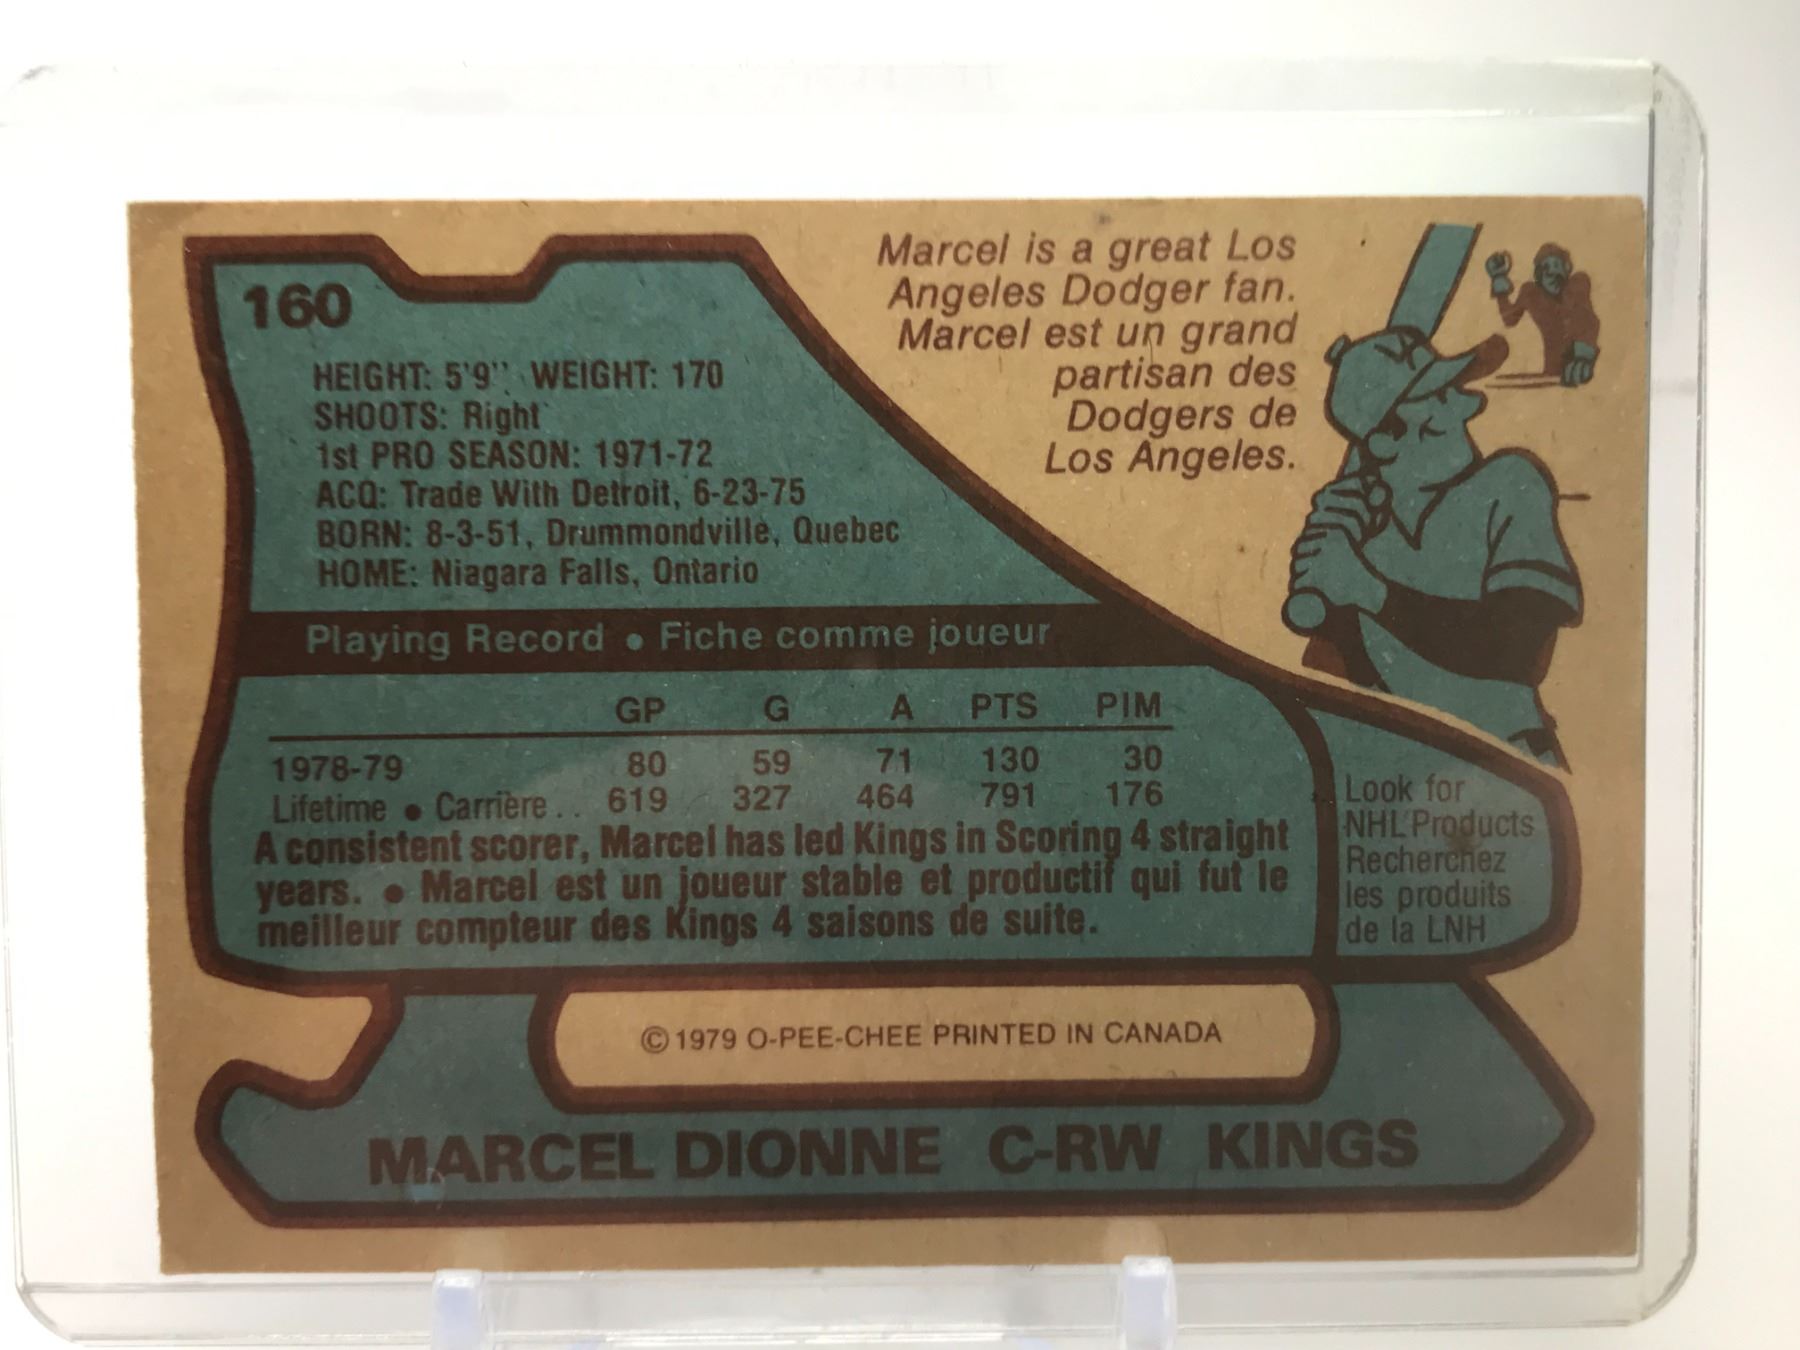 160
HEIGHT: 5'9" WEIGHT: 170
SHOOTS: Right
1st PRO SEASON: 1971-72
ACQ: Trade With Detroit, 6-23-75
BORN: 8-3-51, Drummondville, Quebec
HOME: Niagara Falls, Ontario
Marcel is a great Los
Angeles Dodger fan.
Marcel est un grand
partisan des
Dodgers de
Los Angeles.
Playing Record • Fiche comme joueur
GP G A PTS PIM
1978-79 80 59 71 130 30
Lifetime • Carrière .. 619 327 464 791 176
A consistent scorer, Marcel has led Kings in Scoring 4 straight
years. • Marcel est un joueur stable et productif qui fut le
meilleur compteur des Kings 4 saisons de suite.
Look for
NHL Products
Recherchez
les produits
de la LNH
© 1979 O-PEE-CHEE PRINTED IN CANADA
MARCEL DIONNE C-RW KINGS